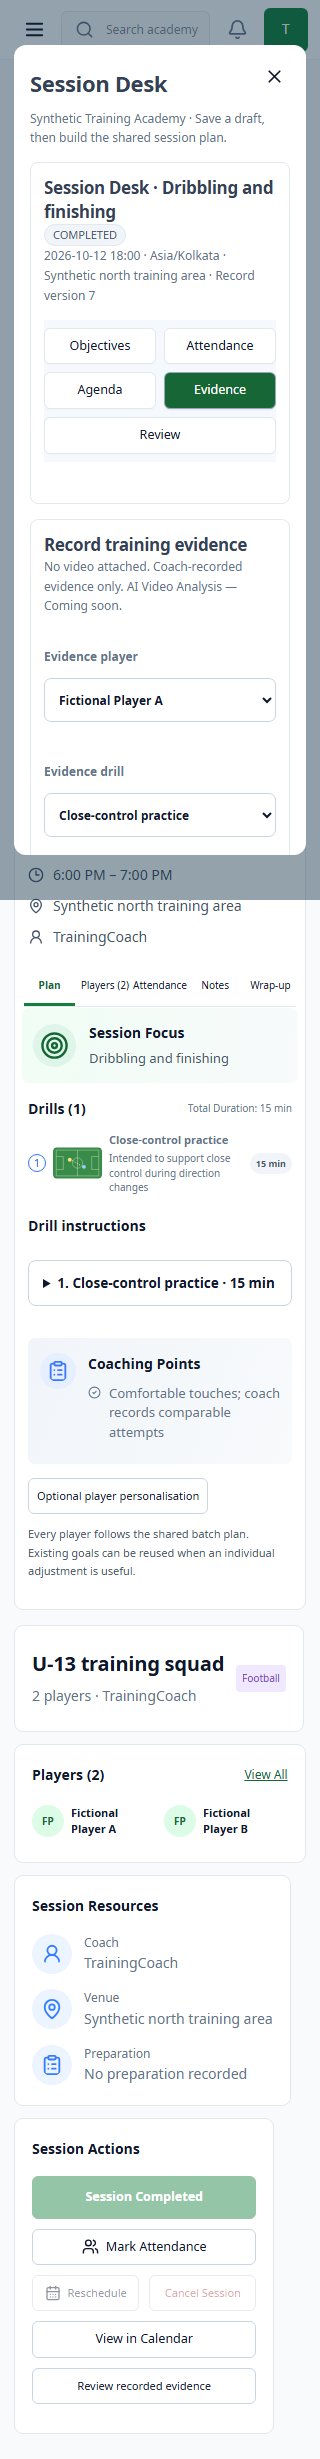 Search academy
T
Session Desk
Synthetic Training Academy · Save a draft,
then build the shared session plan.
Session Desk · Dribbling and
finishing
COMPLETED
2026-10-12 18:00 · Asia/Kolkata ·
Synthetic north training area · Record
version 7
Objectives
Attendance
Agenda
Evidence
Review
Record training evidence
No video attached. Coach-recorded
evidence only. AI Video Analysis —
Coming soon.
Evidence player
Fictional Player A
Evidence drill
Close-control practice
6:00 PM – 7:00 PM
Synthetic north training area
TrainingCoach
Plan
Players (2)
Attendance
Notes
Wrap-up
Session Focus
Dribbling and finishing
Drills (1)
Total Duration: 15 min
1
Close-control practice
Intended to support close
control during direction
changes
15 min
Drill instructions
1. Close-control practice · 15 min
Coaching Points
Comfortable touches; coach
records comparable
attempts
Optional player personalisation
Every player follows the shared batch plan.
Existing goals can be reused when an individual
adjustment is useful.
U-13 training squad
2 players · TrainingCoach
Football
Players (2)
View All
FP
Fictional
Player A
FP
Fictional
Player B
Session Resources
Coach
TrainingCoach
Venue
Synthetic north training area
Preparation
No preparation recorded
Session Actions
Session Completed
Mark Attendance
Reschedule
Cancel Session
View in Calendar
Review recorded evidence